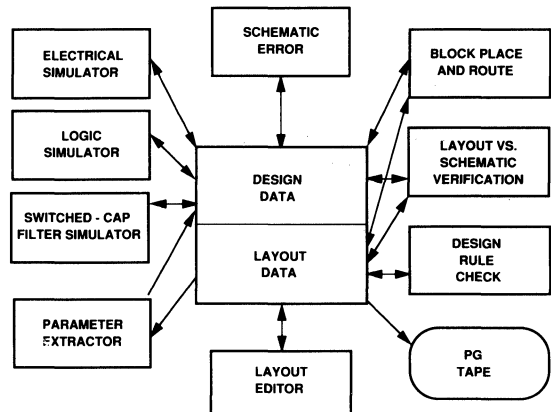 ELECTRICAL
SIMULATOR
SCHEMATIC
ERROR
BLOCK PLACE
AND ROUTE
LOGIC
SIMULATOR
LAYOUT VS.
SCHEMATIC
VERIFICATION
DESIGN
DATA
SWITCHED - CAP
FILTER SIMULATOR
LAYOUT
DATA
DESIGN
RULE
CHECK
PARAMETER
EXTRACTOR
LAYOUT
EDITOR
PG
TAPE